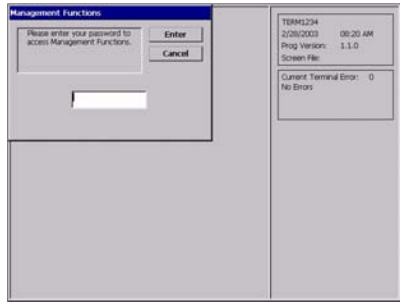 Management Functions
Please enter your password to
access Management Functions.
Enter
Cancel
TERM1234
2/28/2003 08:20 AM
Prog Version: 1.1.0
Screen File:
Current Terminal Error: 0
No Errors